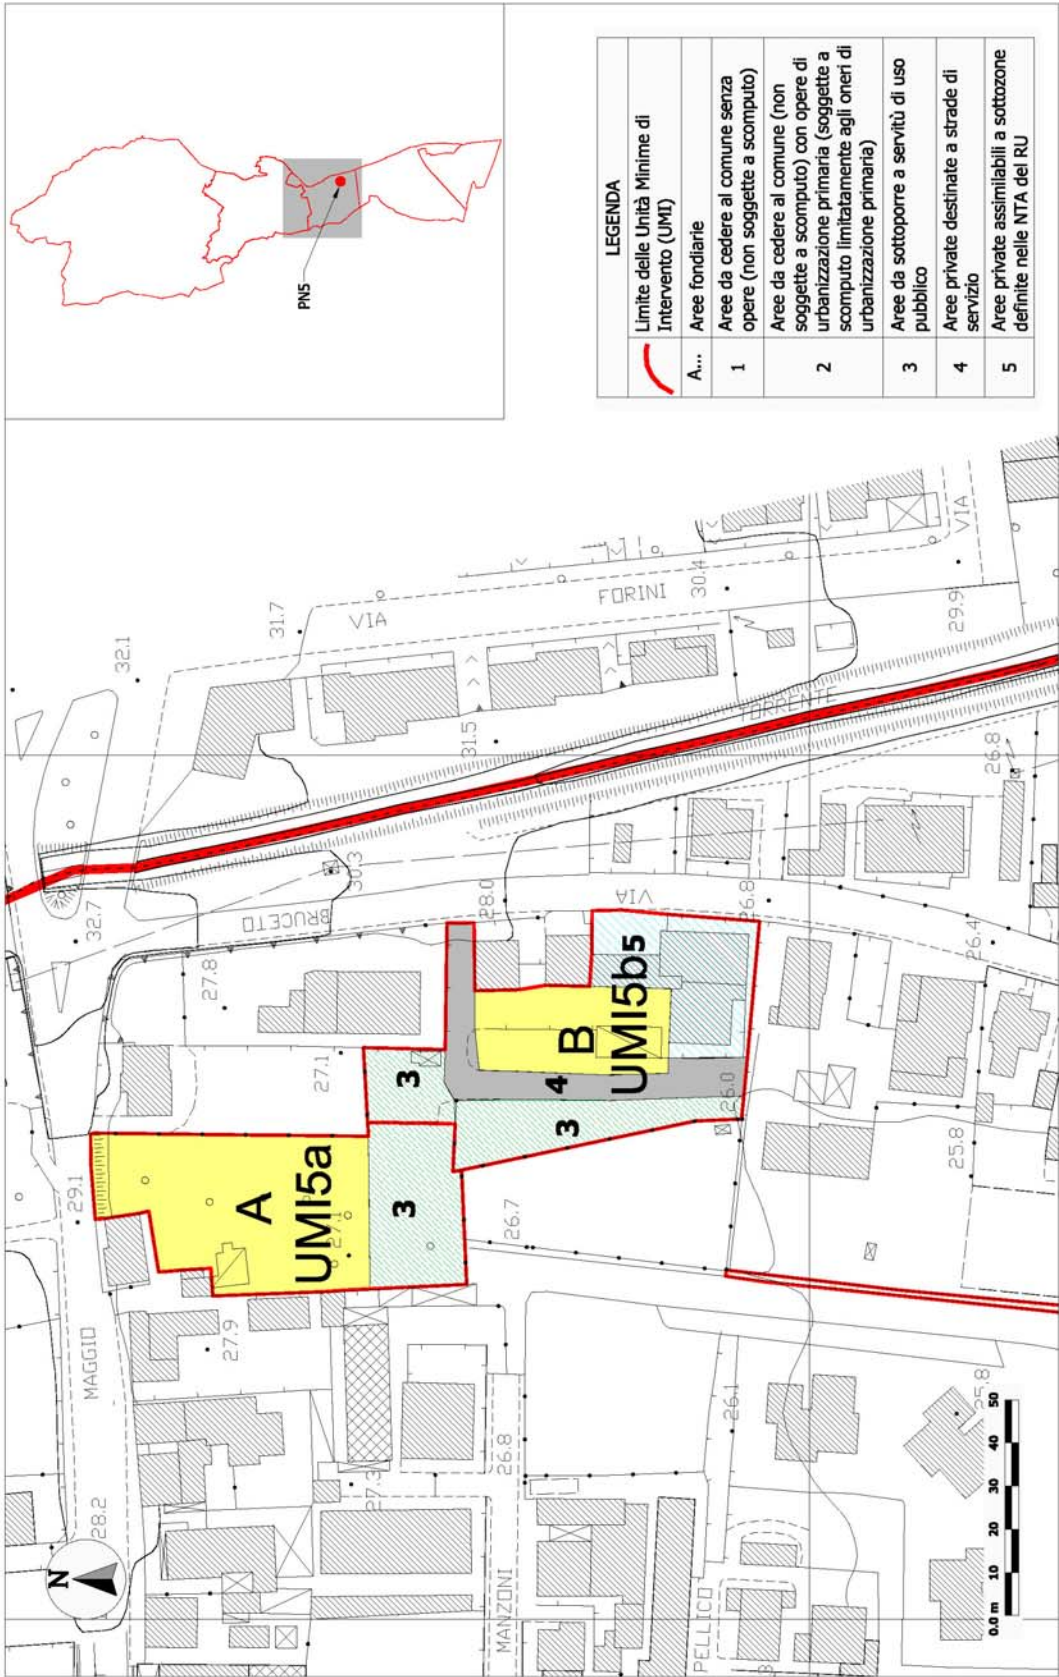 PN5
LEGENDA
Limite delle Unità Minime di
Intervento (UMI)
A... Aree fondiarie
1 Aree da cedere al comune senza
opere (non soggette a scomputo)
2 Aree da cedere al comune (non
soggette a scomputo) con opere di
urbanizzazione primaria (soggette a
scomputo limitatamente agli oneri di
urbanizzazione primaria)
3 Aree da sottoporre a servitù di uso
pubblico
4 Aree private destinate a strade di
servizio
5 Aree private assimilabili a sottozone
definite nelle NTA del RU
N
28.2
MAGGIO
29.1
32.7
32.1
31.7
VIA
FORINI
30.4
VIA
29.9
31.5
TORRENTE
26.8
30.3
BRUCETO
28.0
VIA
26.8
26.4
27.8
27.1
27.9
A
UMI5a
27.1
3
3
3
4
B
UMI5b
5
26.0
26.7
25.8
27.3
MANZONI
26.8
PELLICO
26.1
25.8
0.0 m 10 20 30 40 50